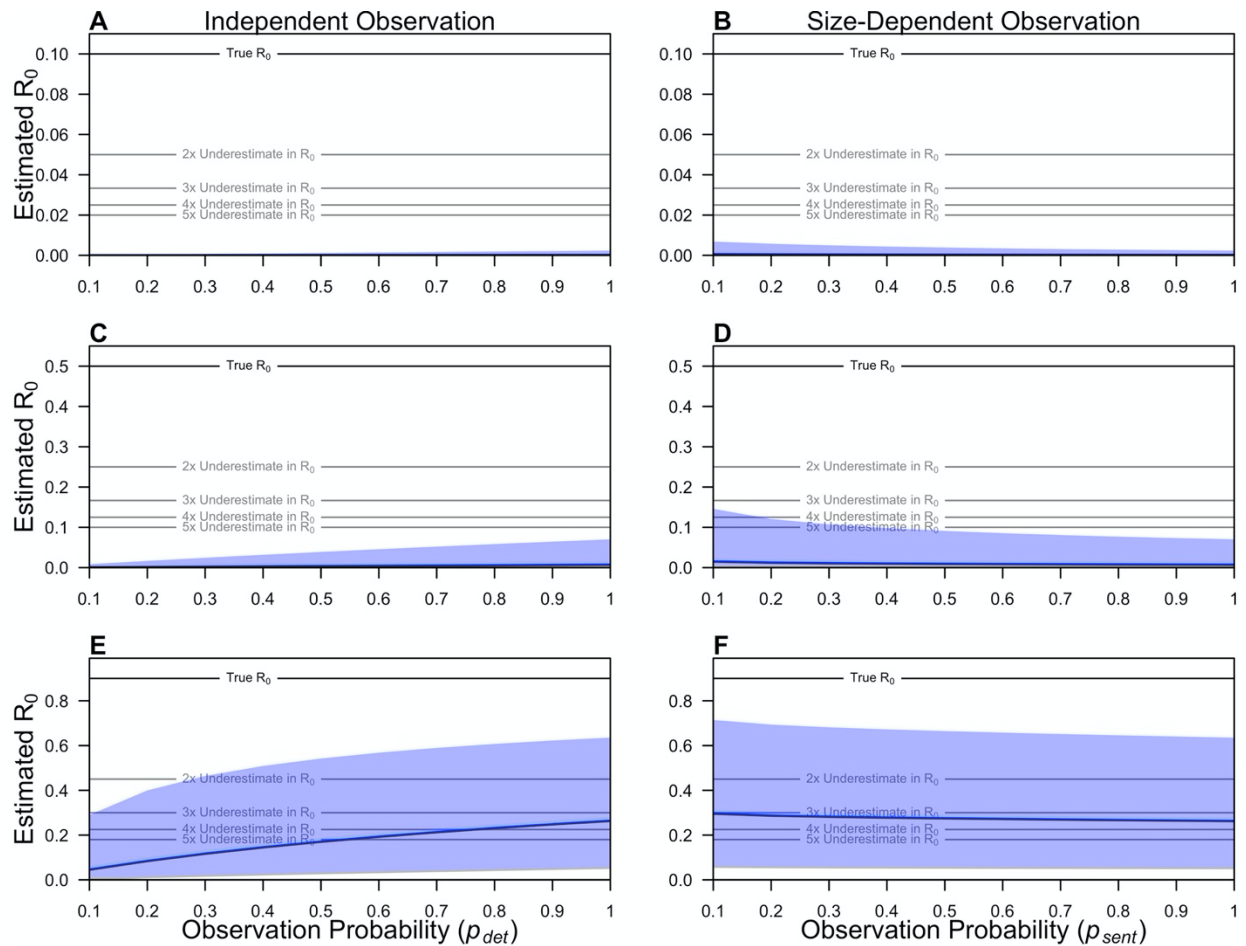 A Independent Observation
Estimated R0
0.10
0.08
0.06
0.04
0.02
0.00
True R0
2x Underestimate in R0
3x Underestimate in R0
4x Underestimate in R0
5x Underestimate in R0
0.1 0.2 0.3 0.4 0.5 0.6 0.7 0.8 0.9 1
B Size-Dependent Observation
0.10
0.08
0.06
0.04
0.02
0.00
True R0
2x Underestimate in R0
3x Underestimate in R0
4x Underestimate in R0
5x Underestimate in R0
0.1 0.2 0.3 0.4 0.5 0.6 0.7 0.8 0.9 1
C
Estimated R0
0.5
0.4
0.3
0.2
0.1
0.0
True R0
2x Underestimate in R0
3x Underestimate in R0
4x Underestimate in R0
5x Underestimate in R0
0.1 0.2 0.3 0.4 0.5 0.6 0.7 0.8 0.9 1
D
0.5
0.4
0.3
0.2
0.1
0.0
True R0
2x Underestimate in R0
3x Underestimate in R0
4x Underestimate in R0
5x Underestimate in R0
0.1 0.2 0.3 0.4 0.5 0.6 0.7 0.8 0.9 1
E
Estimated R0
0.8
0.6
0.4
0.2
0.0
True R0
2x Underestimate in R0
3x Underestimate in R0
4x Underestimate in R0
5x Underestimate in R0
0.1 0.2 0.3 0.4 0.5 0.6 0.7 0.8 0.9 1
Observation Probability (pdet)
F
0.8
0.6
0.4
0.2
0.0
True R0
2x Underestimate in R0
3x Underestimate in R0
4x Underestimate in R0
5x Underestimate in R0
0.1 0.2 0.3 0.4 0.5 0.6 0.7 0.8 0.9 1
Observation Probability (psent)